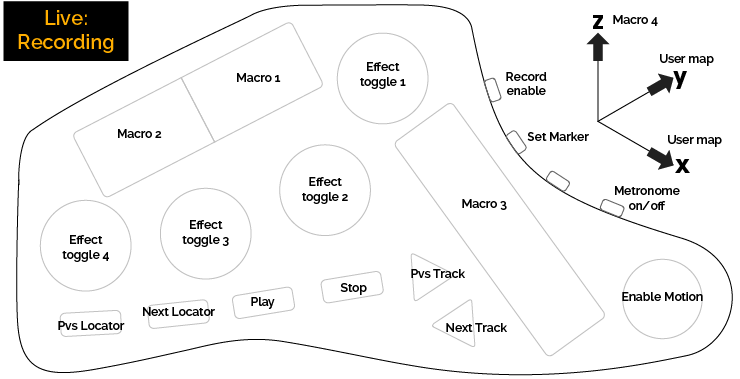 Live:
Recording
z
Macro 4
User map
y
User map
x
Record
enable
Set Marker
Metronome
on/off
Effect
toggle 1
Macro 1
Macro 2
Effect
toggle 2
Macro 3
Effect
toggle 3
Effect
toggle 4
Pvs Track
Stop
Play
Next Locator
Pvs Locator
Next Track
Enable Motion